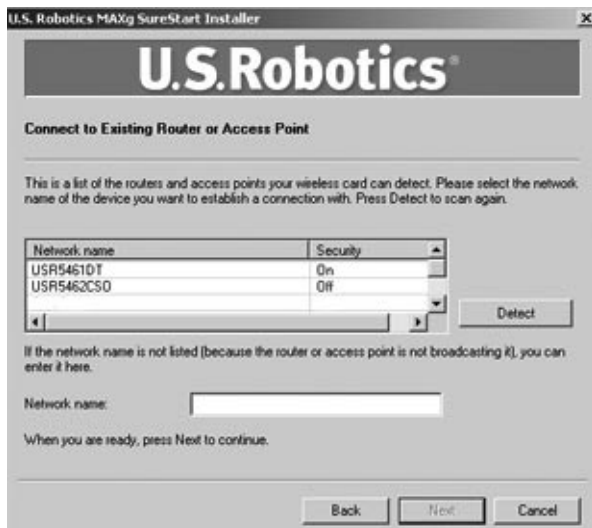 U.S. Robotics MAXg SureStart Installer
U.S.Robotics®
Connect to Existing Router or Access Point
This is a list of the routers and access points your wireless card can detect. Please select the network
name of the device you want to establish a connection with. Press Detect to scan again.
Network name Security
USR5461DT On
USR5462CSO Off
Detect
If the network name is not listed (because the router or access point is not broadcasting it), you can
enter it here.
Network name:
When you are ready, press Next to continue.
Back Next Cancel